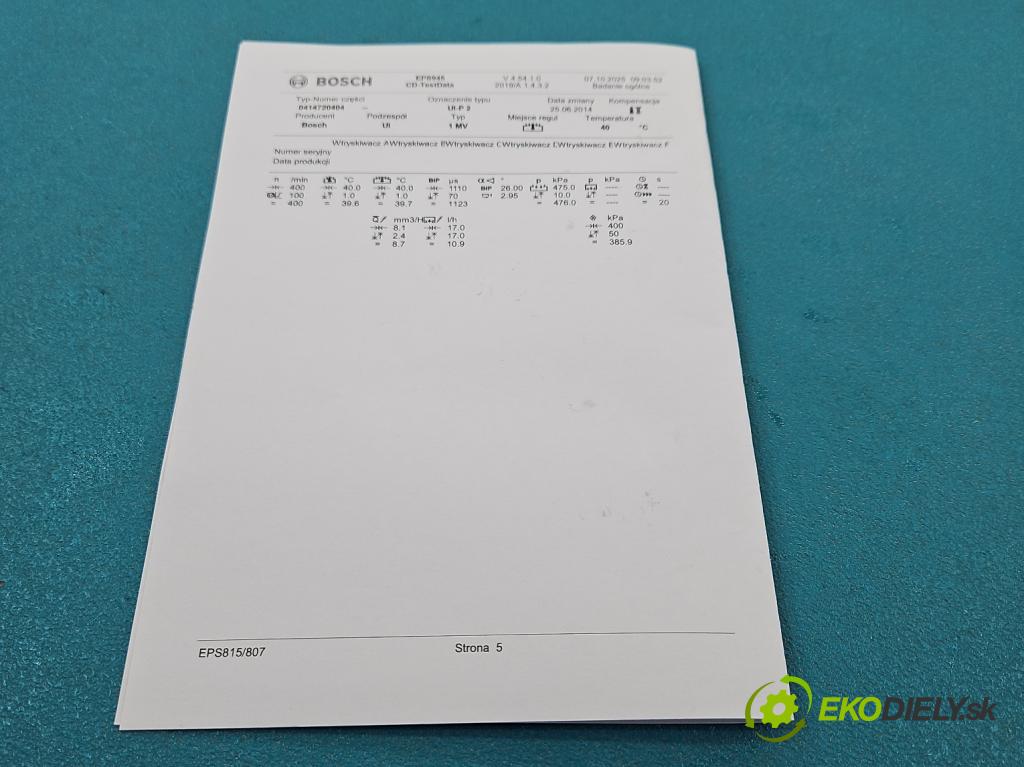 BOSCH EPS945 V 4.54.1.0 07.10.2025 09:03:52
CD-TestData 2019/A 1.4.3.2 Badanie ogólne
Typ-Numer części Oznaczenie typu Data zmiany Kompensacja
0414720404 -- UI-P 2 25.06.2014
Producent Podzespół Typ Miejsce reguł Temperatura
Bosch UI 1 MV 40 °C
Wtryskiwacz A Wtryskiwacz B Wtryskiwacz C Wtryskiwacz D Wtryskiwacz E Wtryskiwacz F
Numer seryjny
Data produkcji
n /min °C °C BIP µs α ° p kPa p kPa s
400 40.0 40.0 1110 BIP 26.00 475.0 ---- ----
100 1.0 1.0 70 2.95 10.0 ---- ----
= 400 = 39.6 = 39.7 = 1123 = 476.0 = ---- = 20
Q/ mm3/H / l/h kPa
8.1 17.0 400
2.4 17.0 50
= 8.7 = 10.9 = 385.9
EPS815/807 Strona 5
EKODIELY.sk